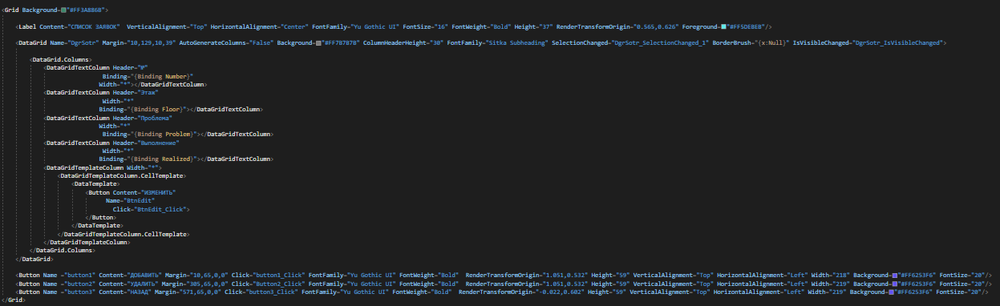 <Grid Background="#FF3A886B">
<Label Content="СПИСОК ЗАЯВОК" VerticalAlignment="Top" HorizontalAlignment="Center" FontFamily="Yu Gothic UI" FontSize="16" FontWeight="Bold" Height="37" RenderTransformOrigin="0.565,0.626" Foreground="#FF5DEBEB"/>
<DataGrid Name="DgrSotr" Margin="10,129,10,39" AutoGenerateColumns="False" Background="#FF7B7B7B" ColumnHeaderHeight="30" FontFamily="Sitka Subheading" SelectionChanged="DgrSotr_SelectionChanged_1" BorderBrush="{x:Null}" IsVisibleChanged="DgrSotr_IsVisibleChanged">
<DataGrid.Columns>
<DataGridTextColumn Header="№"
Binding="{Binding Number}"
Width="*"></DataGridTextColumn>
<DataGridTextColumn Header="Этаж"
Width="*"
Binding="{Binding Floor}"></DataGridTextColumn>
<DataGridTextColumn Header="Проблема"
Width="*"
Binding="{Binding Problem}"></DataGridTextColumn>
<DataGridTextColumn Header="Выполнение"
Width="*"
Binding="{Binding Realized}"></DataGridTextColumn>
<DataGridTemplateColumn Width="*">
<DataGridTemplateColumn.CellTemplate>
<DataTemplate>
<Button Content="ИЗМЕНИТЬ"
Name="BtnEdit"
Click="BtnEdit_Click">
</Button>
</DataTemplate>
</DataGridTemplateColumn.CellTemplate>
</DataGridTemplateColumn>
</DataGrid.Columns>
</DataGrid>
<Button Name ="button1" Content="ДОБАВИТЬ" Margin="10,65,0,0" Click="button1_Click" FontFamily="Yu Gothic UI" FontWeight="Bold" RenderTransformOrigin="1.051,0.532" Height="59" VerticalAlignment="Top" HorizontalAlignment="Left" Width="218" Background="#FF6253F6" FontSize="20"/>
<Button Name ="button2" Content="УДАЛИТЬ" Margin="305,65,0,0" Click="Button2_Click" FontFamily="Yu Gothic UI" FontWeight="Bold" RenderTransformOrigin="1.051,0.532" Height="59" VerticalAlignment="Top" HorizontalAlignment="Left" Width="219" Background="#FF6253F6" FontSize="20"/>
<Button Name ="button3" Content="НАЗАД" Margin="571,65,0,0" Click="button3_Click" FontFamily="Yu Gothic UI" FontWeight="Bold" RenderTransformOrigin="-0.022,0.602" Height="59" VerticalAlignment="Top" HorizontalAlignment="Left" Width="219" Background="#FF6253F6" FontSize="20"/>
</Grid>